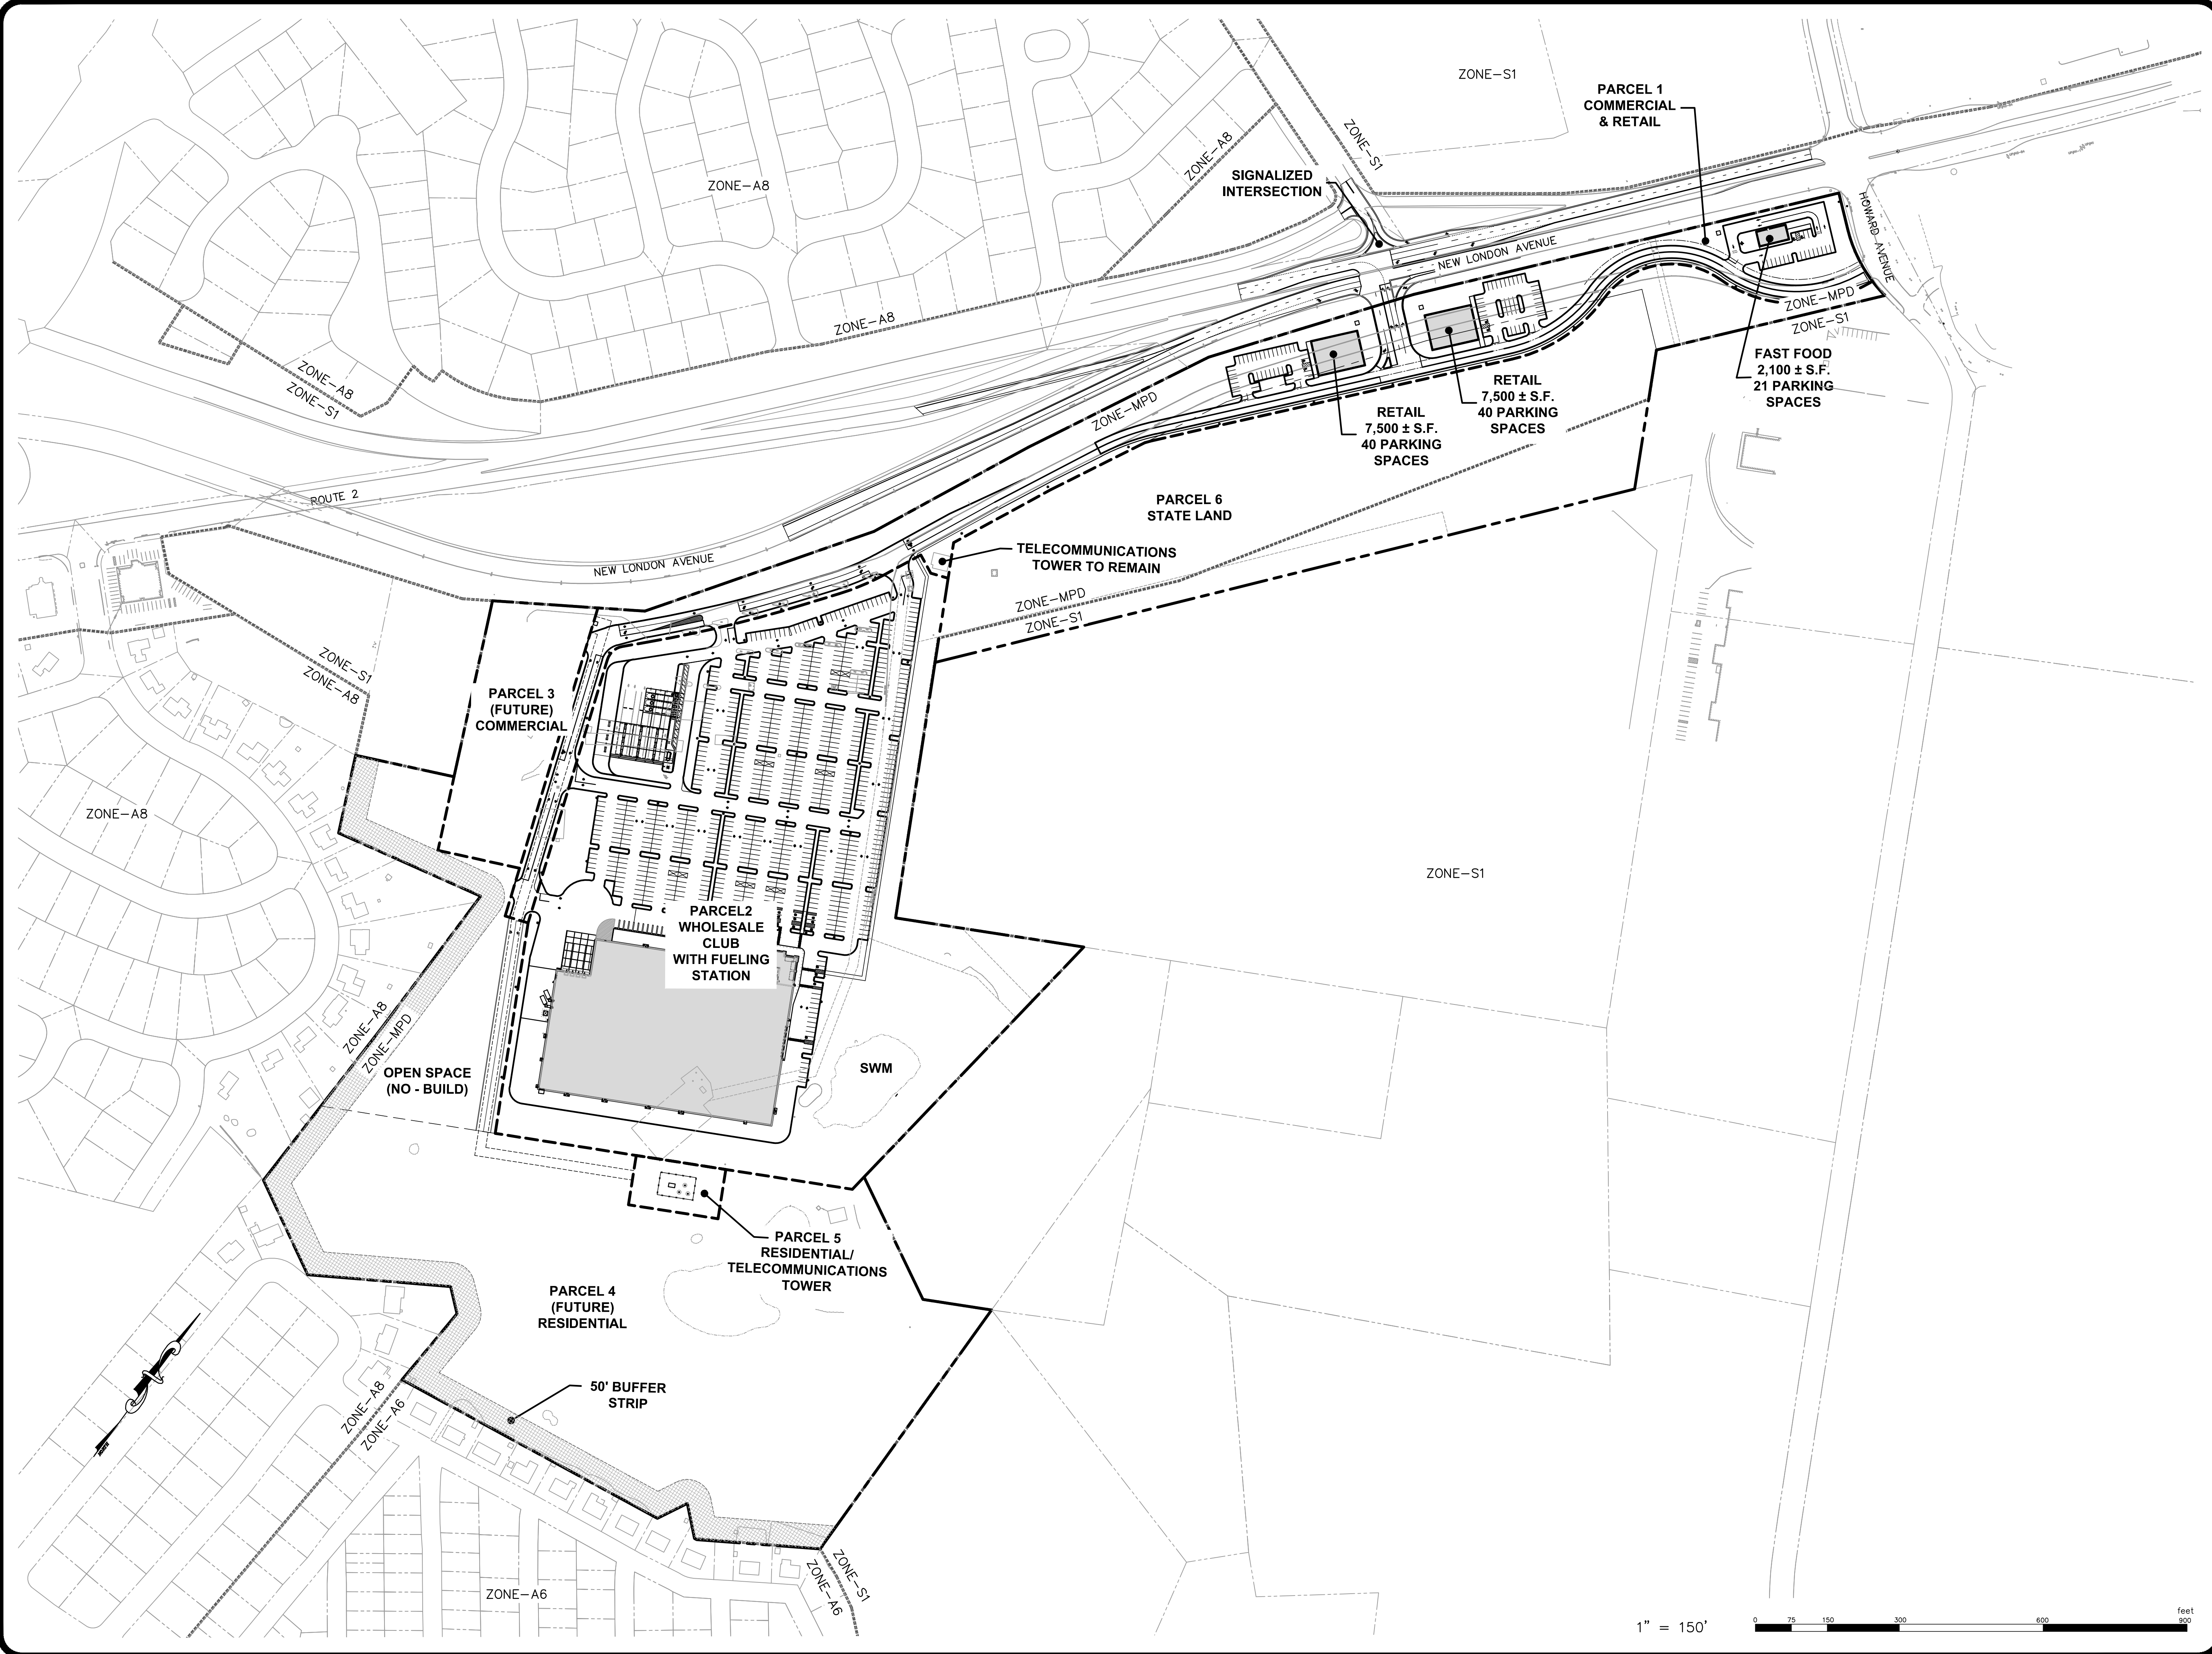 ZONE-S1
PARCEL 1
COMMERCIAL
& RETAIL
ZONE-S1
ZONE-A8
SIGNALIZED
INTERSECTION
ZONE-A8
HOWARD AVENUE
NEW LONDON AVENUE
ZONE-MPD
ZONE-S1
ZONE-A8
FAST FOOD
2,100 ± S.F.
21 PARKING
SPACES
RETAIL
7,500 ± S.F.
40 PARKING
SPACES
RETAIL
7,500 ± S.F.
40 PARKING
SPACES
ZONE-MPD
ZONE-A8
ZONE-S1
ROUTE 2
PARCEL 6
STATE LAND
NEW LONDON AVENUE
TELECOMMUNICATIONS
TOWER TO REMAIN
ZONE-MPD
ZONE-S1
ZONE-S1
ZONE-A8
PARCEL 3
(FUTURE)
COMMERCIAL
ZONE-A8
ZONE-S1
PARCEL2
WHOLESALE
CLUB
WITH FUELING
STATION
ZONE-A8
ZONE-MPD
OPEN SPACE
(NO - BUILD)
SWM
PARCEL 5
RESIDENTIAL/
TELECOMMUNICATIONS
TOWER
PARCEL 4
(FUTURE)
RESIDENTIAL
50' BUFFER
STRIP
ZONE-A8
ZONE-A6
ZONE-A6
ZONE-S1
ZONE-A6
1" = 150'
0 75 150 300 600 900
feet